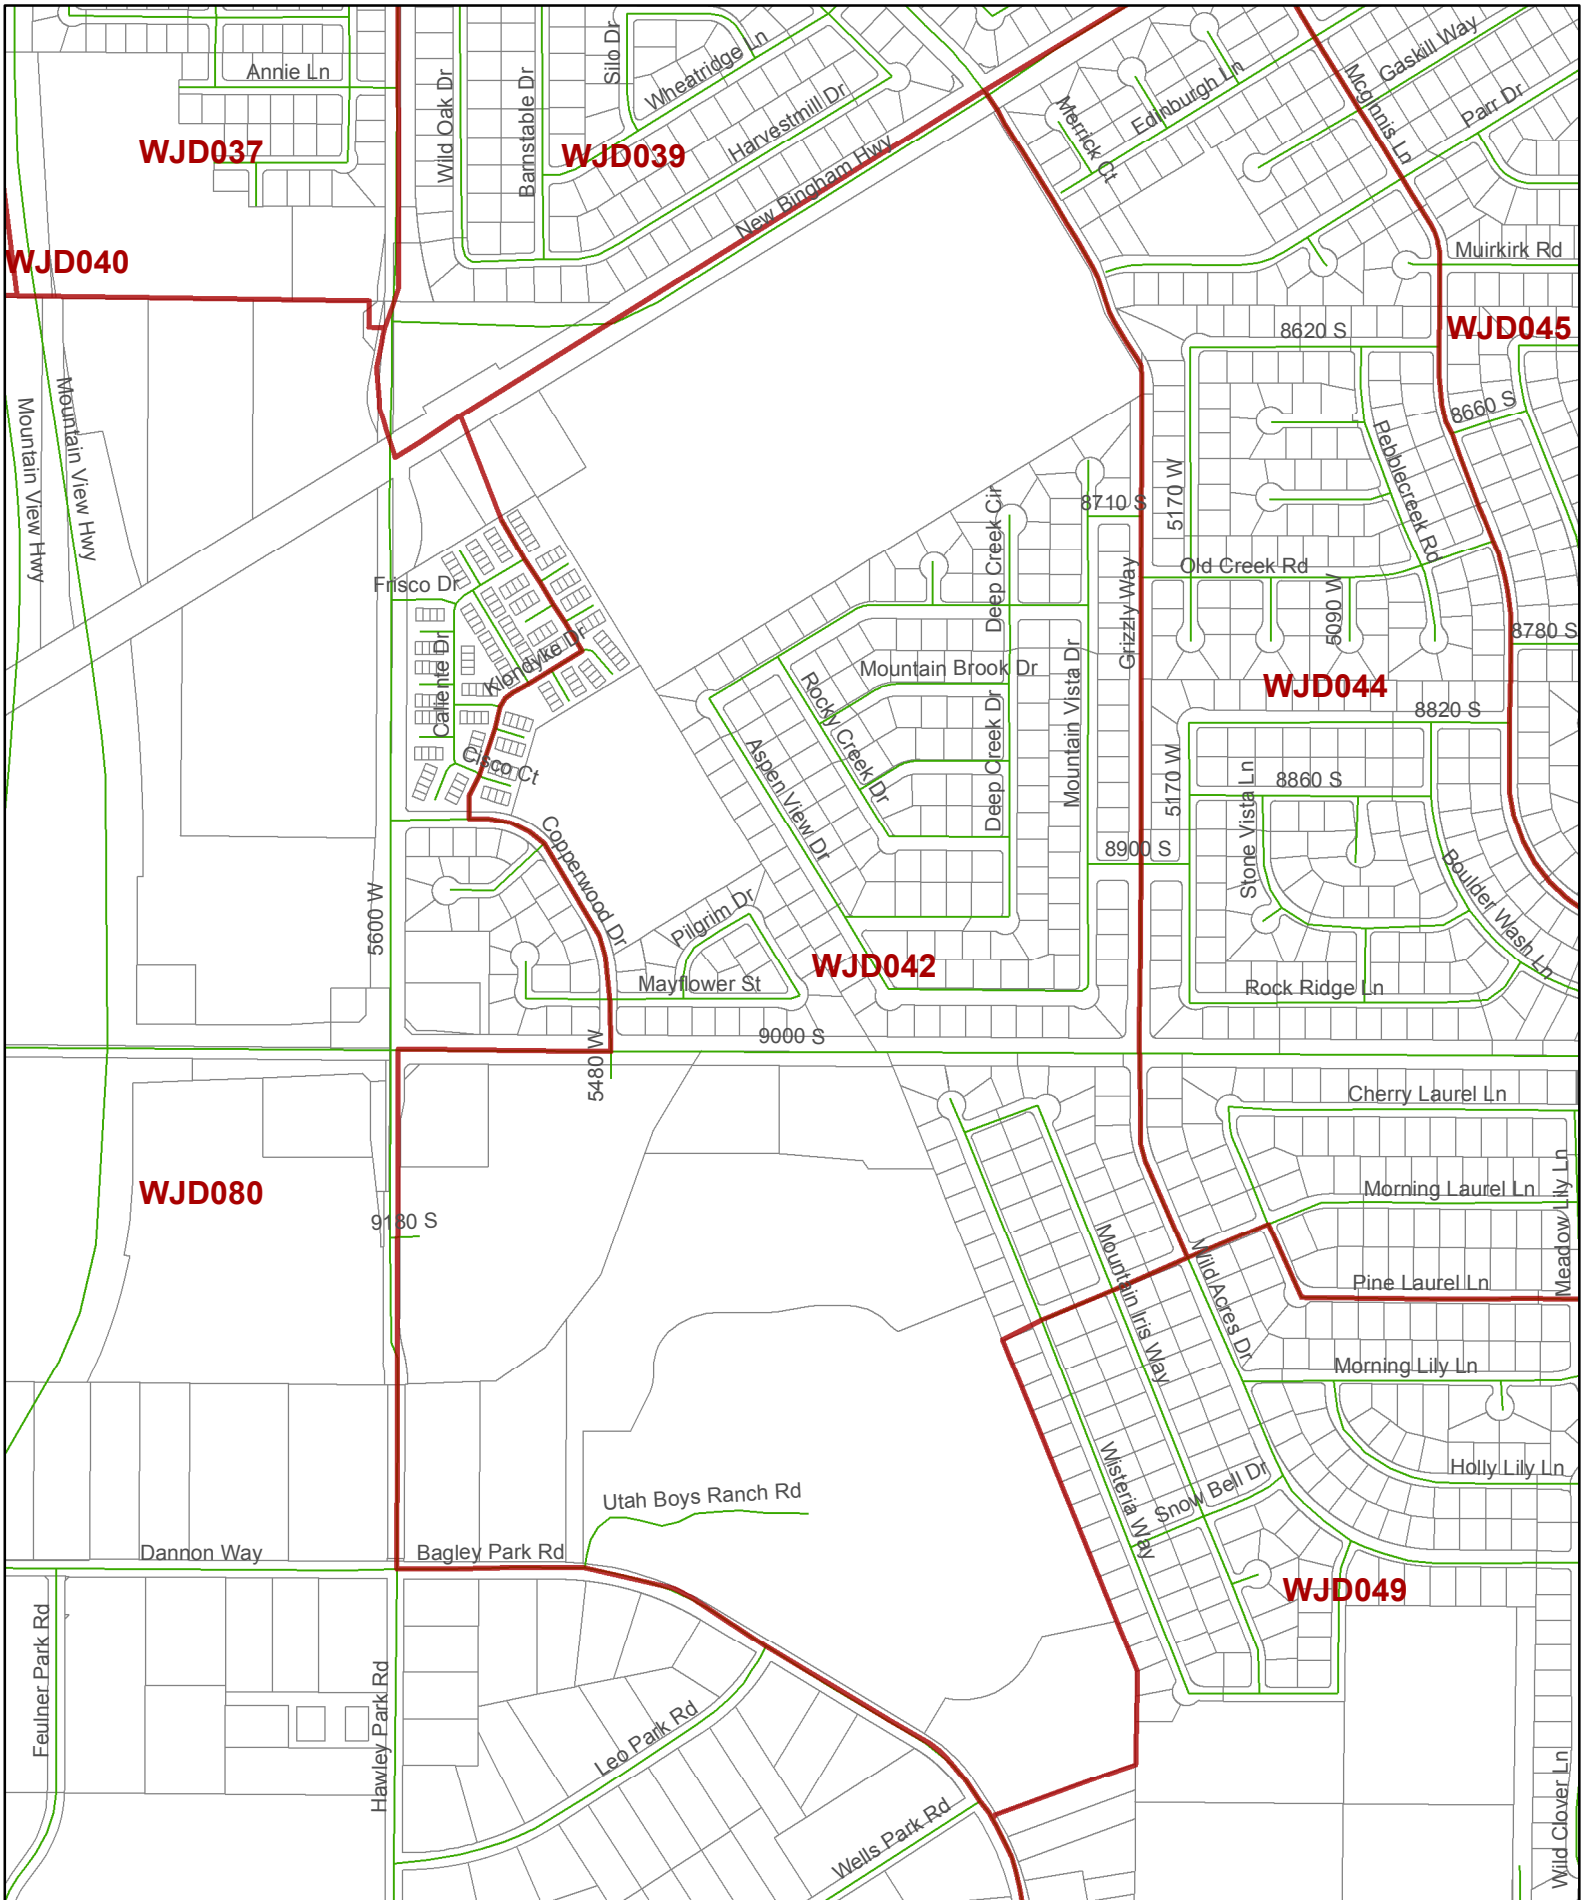 Annie Ln
WJD037
Wild Oak Dr
Barnstable Dr
Silo Dr
Wheatridge Ln
WJD039
Harvestmill Dr
New Bingham Hwy
Merrick Ct
Edinburgh Ln
Mcginnis Ln
Gaskill Way
Parr Dr
WJD040
Muirkirk Rd
8620 S
WJD045
Mountain View Hwy
Mountain View Hwy
8660 S
Pebblecreek Rd
5170 W
8710 S
Deep Creek Cir
Frisco Dr
Old Creek Rd
Grizzly Way
5090 W
8780 S
Caliente Dr
Klondyke Dr
Mountain Brook Dr
WJD044
Rocky Creek Dr
Deep Creek Dr
Mountain Vista Dr
8820 S
Cisco Ct
Aspen View Dr
5170 W
Stone Vista Ln
8860 S
Copperwood Dr
8900 S
Boulder Wash Ln
5600 W
Pilgrim Dr
WJD042
Mayflower St
Rock Ridge Ln
9000 S
5480 W
Cherry Laurel Ln
WJD080
Morning Laurel Ln
Meadow Lily Ln
9180 S
Mountain Iris Way
Wild Acres Dr
Pine Laurel Ln
Morning Lily Ln
Wisteria Way
Snow Bell Dr
Holly Lily Ln
Utah Boys Ranch Rd
Dannon Way
Bagley Park Rd
WJD049
Feulner Park Rd
Hawley Park Rd
Leo Park Rd
Wells Park Rd
Wild Clover Ln